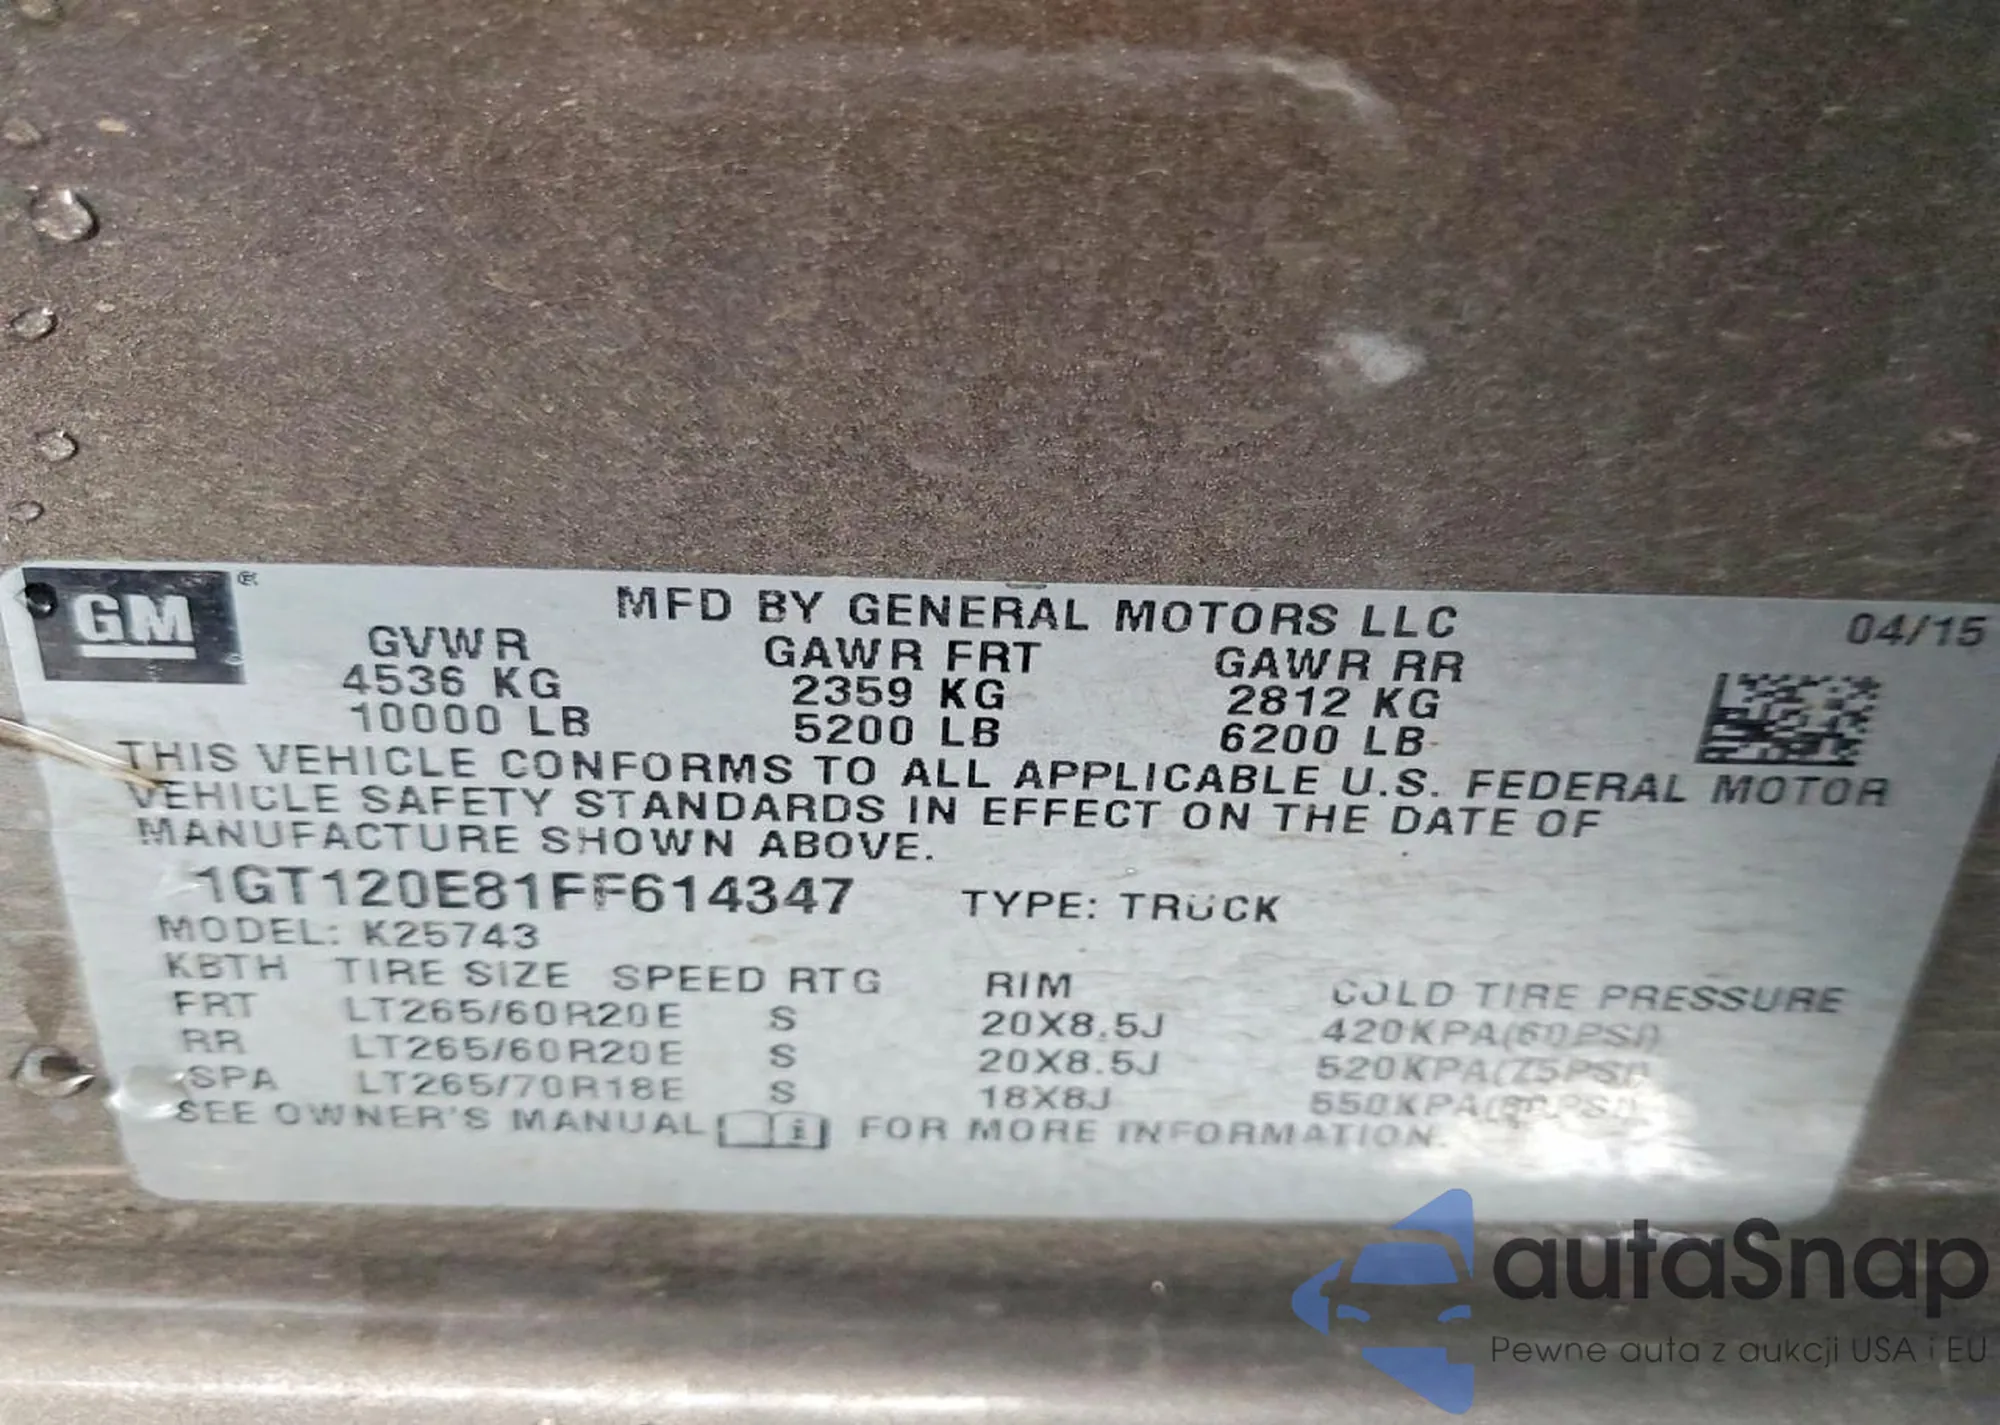 GM®
MFD BY GENERAL MOTORS LLC 04/15
GVWR GAWR FRT GAWR RR
4536 KG 2359 KG 2812 KG
10000 LB 5200 LB 6200 LB
THIS VEHICLE CONFORMS TO ALL APPLICABLE U.S. FEDERAL MOTOR
VEHICLE SAFETY STANDARDS IN EFFECT ON THE DATE OF
MANUFACTURE SHOWN ABOVE.
1GT120E81FF614347 TYPE: TRUCK
MODEL: K25743
KBTH TIRE SIZE SPEED RTG RIM COLD TIRE PRESSURE
FRT LT265/60R20E S 20X8.5J 420KPA(60PSI)
RR LT265/60R20E S 20X8.5J 520KPA(75PSI)
SPA LT265/70R18E S 18X8J 550KPA(80PSI)
SEE OWNER'S MANUAL FOR MORE INFORMATION.
autaSnap
Pewne auta z aukcji USA i EU